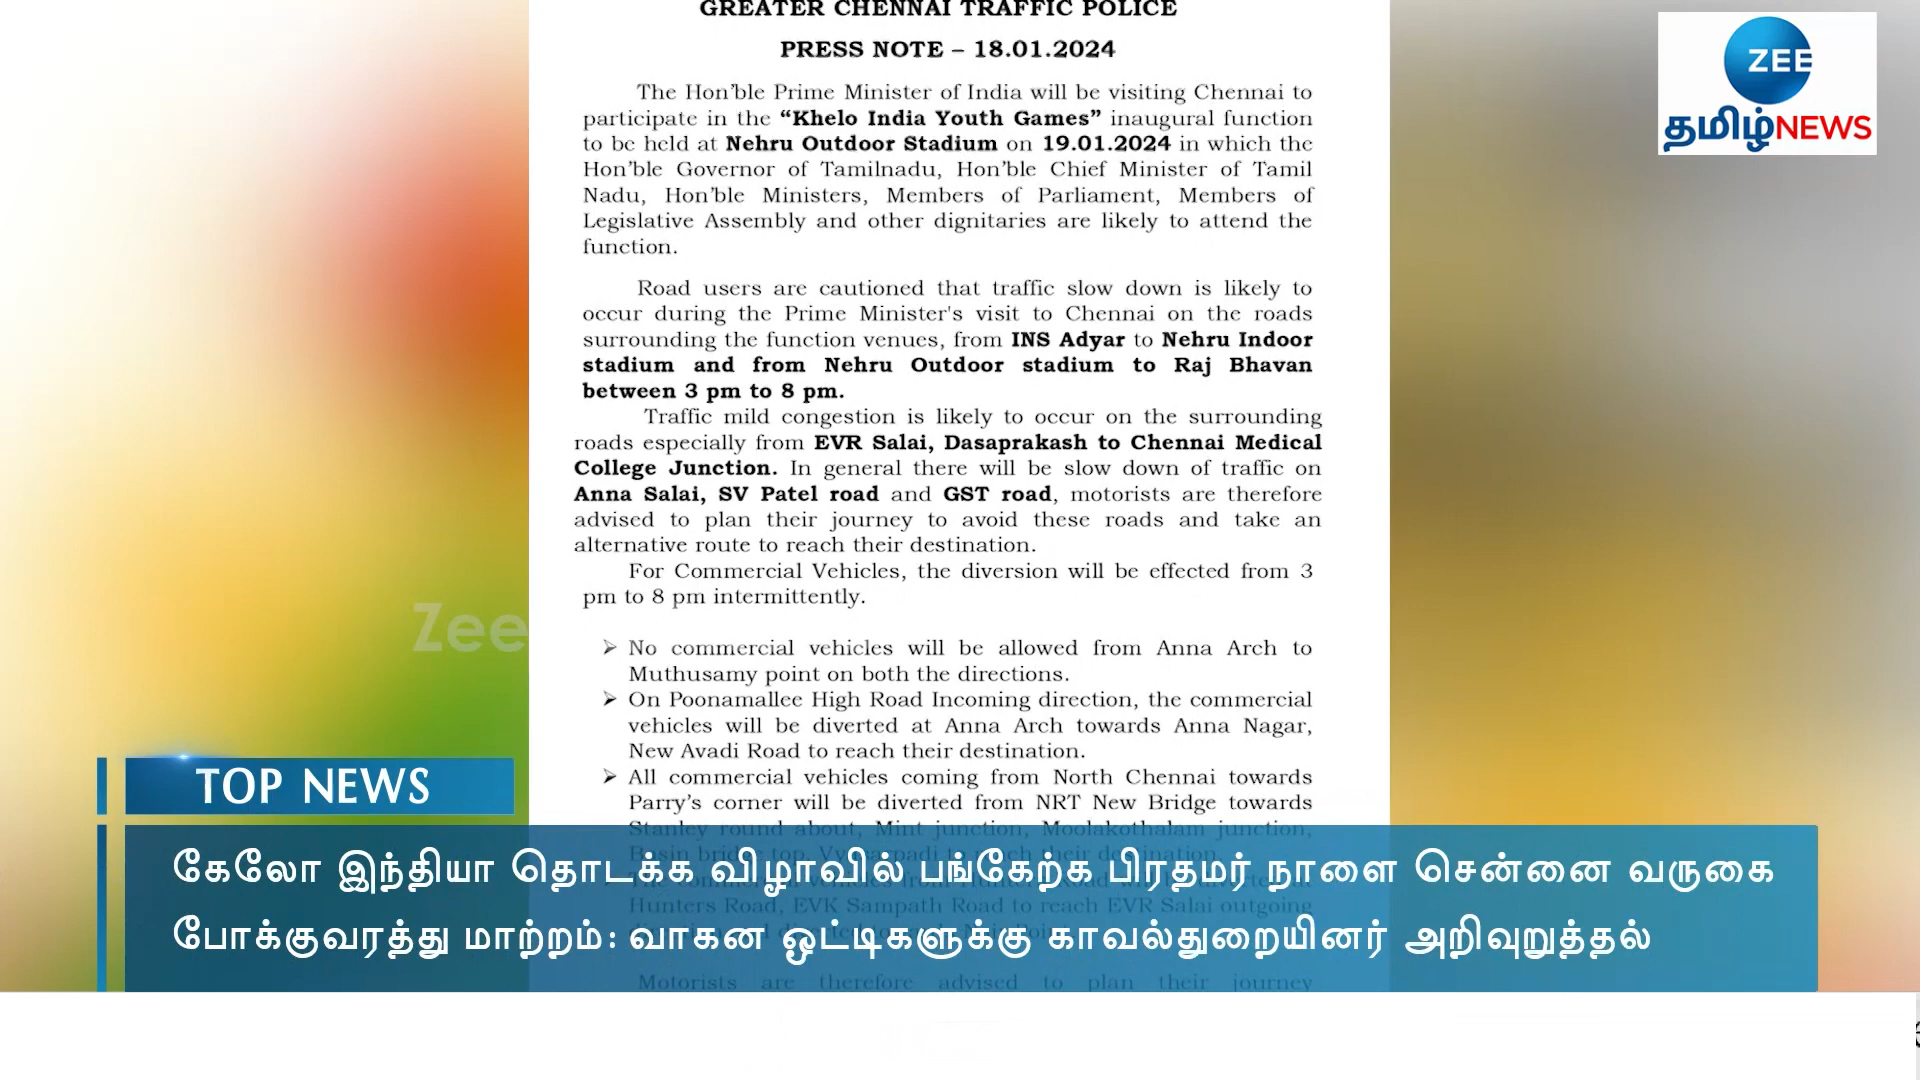 GREATER CHENNAI TRAFFIC POLICE
PRESS NOTE – 18.01.2024
ZEE
தமிழ்NEWS
The Hon’ble Prime Minister of India will be visiting Chennai to
participate in the “Khelo India Youth Games” inaugural function
to be held at Nehru Outdoor Stadium on 19.01.2024 in which the
Hon’ble Governor of Tamilnadu, Hon’ble Chief Minister of Tamil
Nadu, Hon’ble Ministers, Members of Parliament, Members of
Legislative Assembly and other dignitaries are likely to attend the
function.
Road users are cautioned that traffic slow down is likely to
occur during the Prime Minister's visit to Chennai on the roads
surrounding the function venues, from INS Adyar to Nehru Indoor
stadium and from Nehru Outdoor stadium to Raj Bhavan
between 3 pm to 8 pm.
Traffic mild congestion is likely to occur on the surrounding
roads especially from EVR Salai, Dasaprakash to Chennai Medical
College Junction. In general there will be slow down of traffic on
Anna Salai, SV Patel road and GST road, motorists are therefore
advised to plan their journey to avoid these roads and take an
alternative route to reach their destination.
For Commercial Vehicles, the diversion will be effected from 3
pm to 8 pm intermittently.
Zee
➢ No commercial vehicles will be allowed from Anna Arch to
Muthusamy point on both the directions.
➢ On Poonamallee High Road Incoming direction, the commercial
vehicles will be diverted at Anna Arch towards Anna Nagar,
New Avadi Road to reach their destination.
➢ All commercial vehicles coming from North Chennai towards
Parry’s corner will be diverted from NRT New Bridge towards
Stanley round about, Mint junction, Moolakothalam junction,
Hunters Road, EVK Sampath Road to reach EVR Salai outgoing
Motorists are therefore advised to plan their journey
TOP NEWS
கேலோ இந்தியா தொடக்க விழாவில் பங்கேற்க பிரதமர் நாளை சென்னை வருகை
போக்குவரத்து மாற்றம்: வாகன ஓட்டிகளுக்கு காவல்துறையினர் அறிவுறுத்தல்